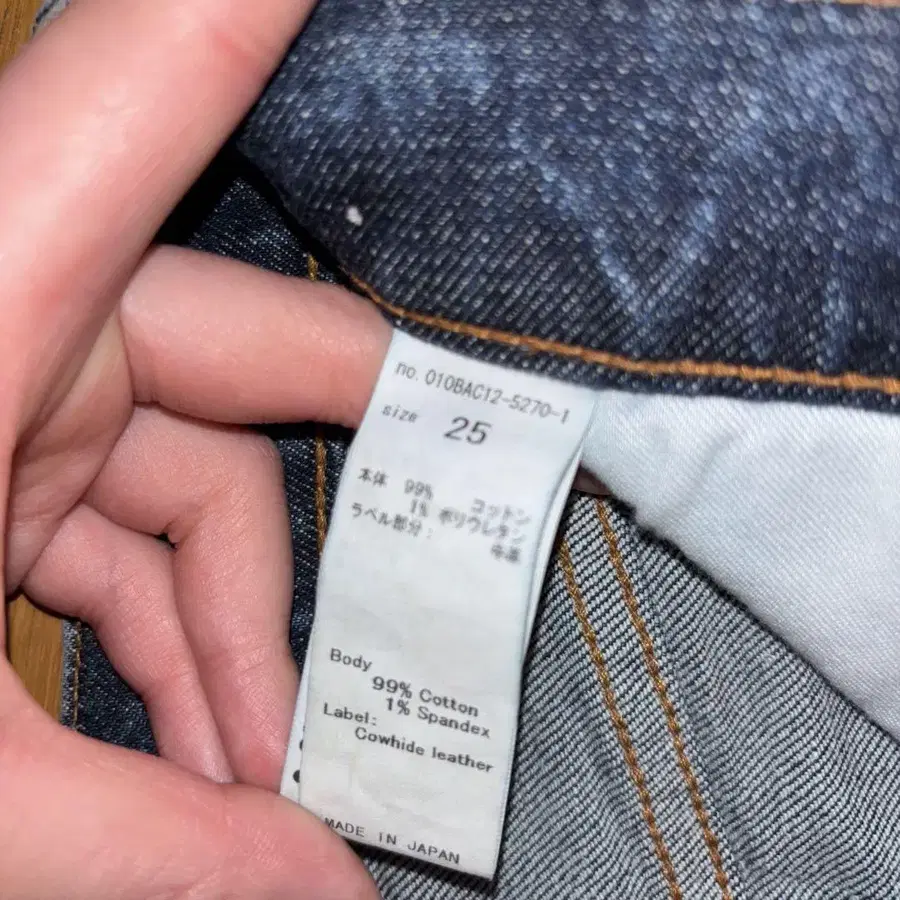 no. 010BAC12-5270-1
size 25
本体 99% コットン
1% ポリウレタン
ラベル部分： 牛革
Body
99% Cotton
1% Spandex
Label:
Cowhide leather
MADE IN JAPAN